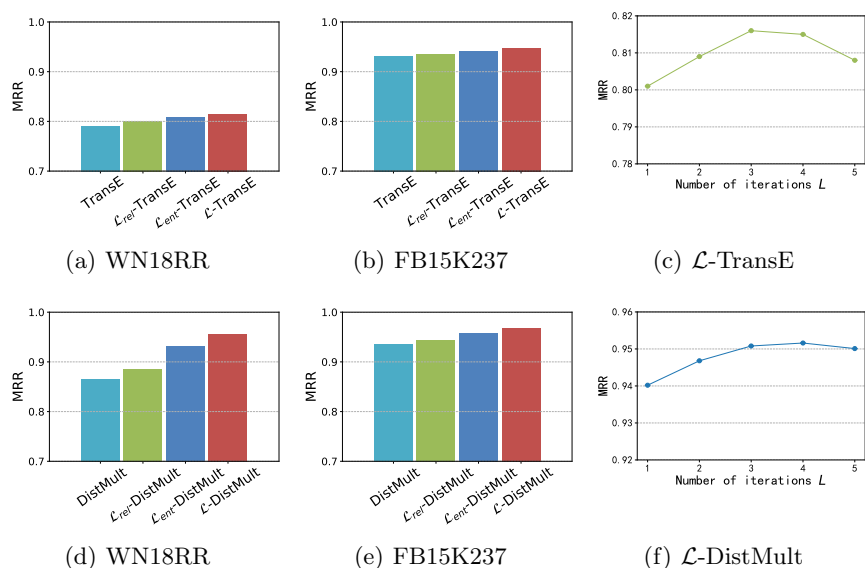 1.0
0.9
0.8
0.7
MRR
TransE
ℒrel-TransE
ℒent-TransE
ℒ-TransE
(a) WN18RR
1.0
0.9
0.8
0.7
MRR
TransE
ℒrel-TransE
ℒent-TransE
ℒ-TransE
(b) FB15K237
0.82
0.81
0.80
0.79
0.78
MRR
1 2 3 4 5
Number of iterations L
(c) ℒ-TransE
1.0
0.9
0.8
0.7
MRR
DistMult
ℒrel-DistMult
ℒent-DistMult
ℒ-DistMult
(d) WN18RR
1.0
0.9
0.8
0.7
MRR
DistMult
ℒrel-DistMult
ℒent-DistMult
ℒ-DistMult
(e) FB15K237
0.96
0.95
0.94
0.93
0.92
MRR
1 2 3 4 5
Number of iterations L
(f) ℒ-DistMult